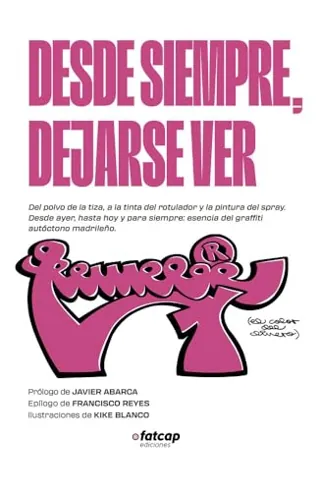 DESDE SIEMPRE,
DEJARSE VER
Del polvo de la tiza, a la tinta del rotulador y la pintura del spray.
Desde ayer, hasta hoy y para siempre: esencia del graffiti
autóctono madrileño.
®
Prólogo de JAVIER ABARCA
Epílogo de FRANCISCO REYES
Ilustraciones de KIKE BLANCO
fatcap
ediciones